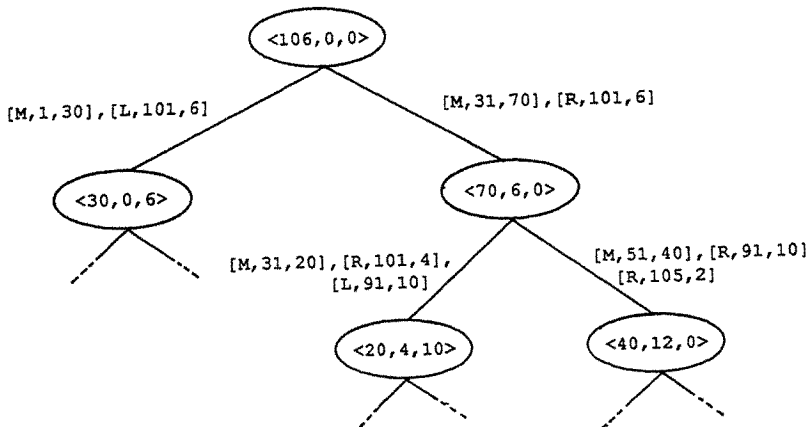 <106,0,0>
[M,1,30],[L,101,6]
[M,31,70],[R,101,6]
<30,0,6>
<70,6,0>
[M,31,20],[R,101,4],
[L,91,10]
[M,51,40],[R,91,10]
[R,105,2]
<20,4,10>
<40,12,0>